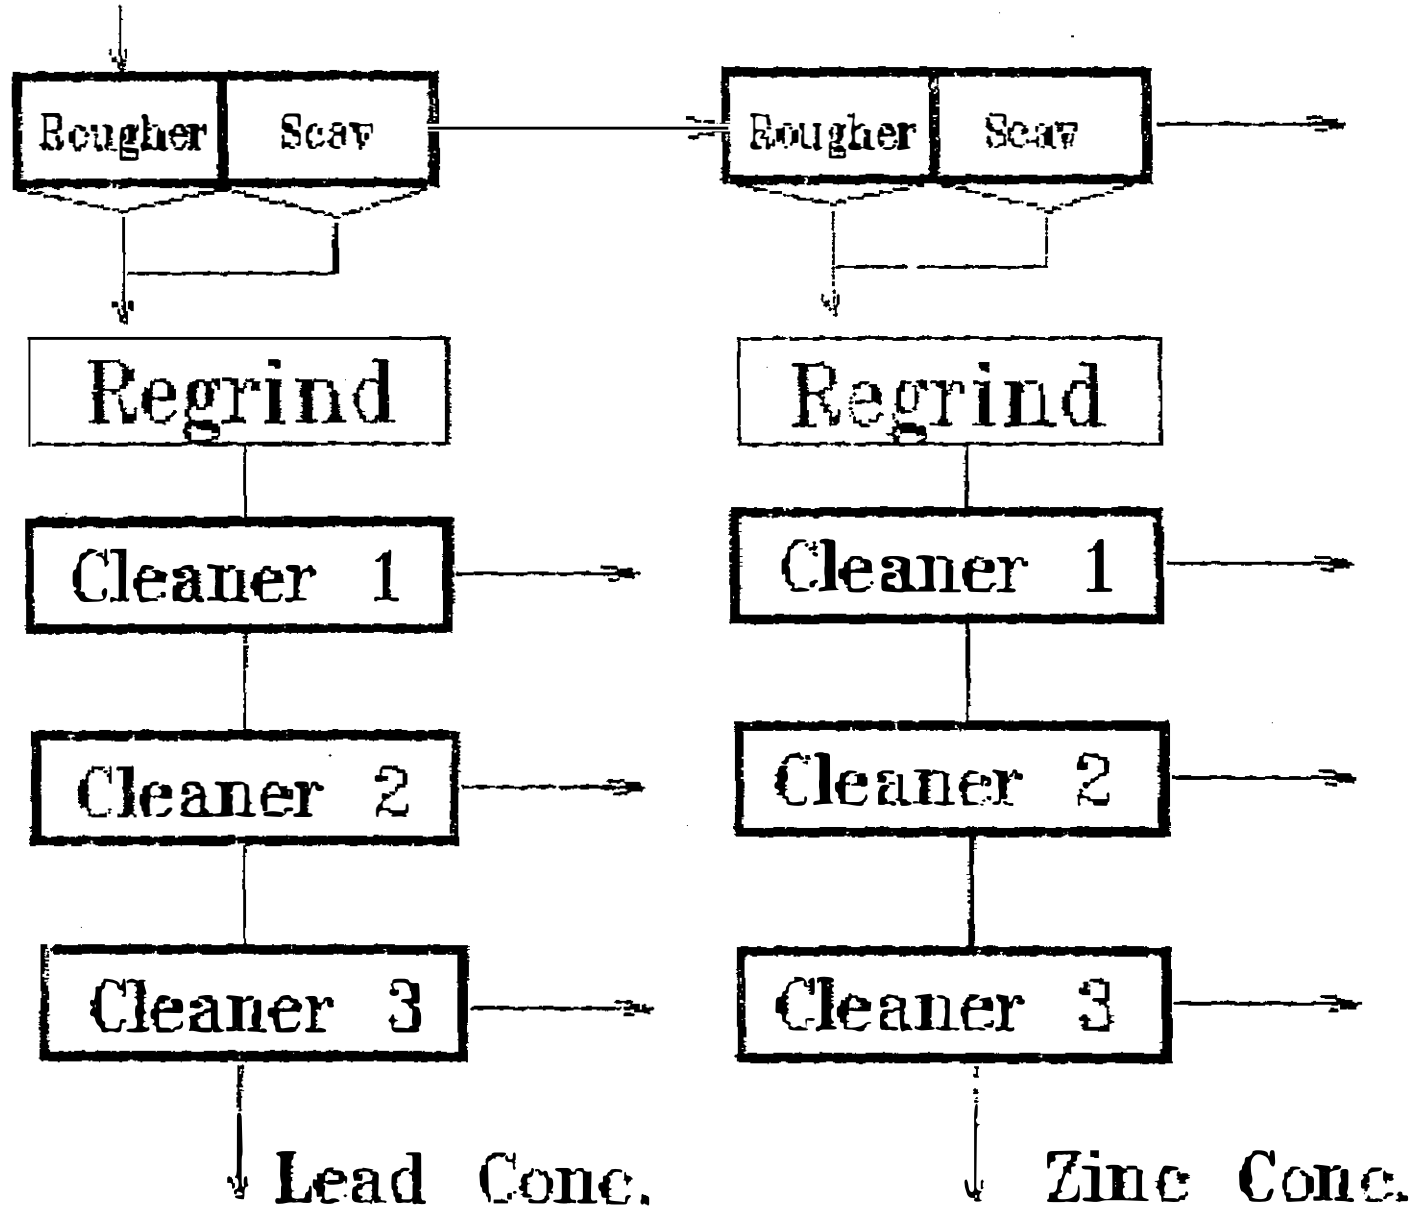 Rougher Scav Rougher Scav
Regrind Regrind
Cleaner 1 Cleaner 1
Cleaner 2 Cleaner 2
Cleaner 3 Cleaner 3
Lead Conc. Zinc Conc.